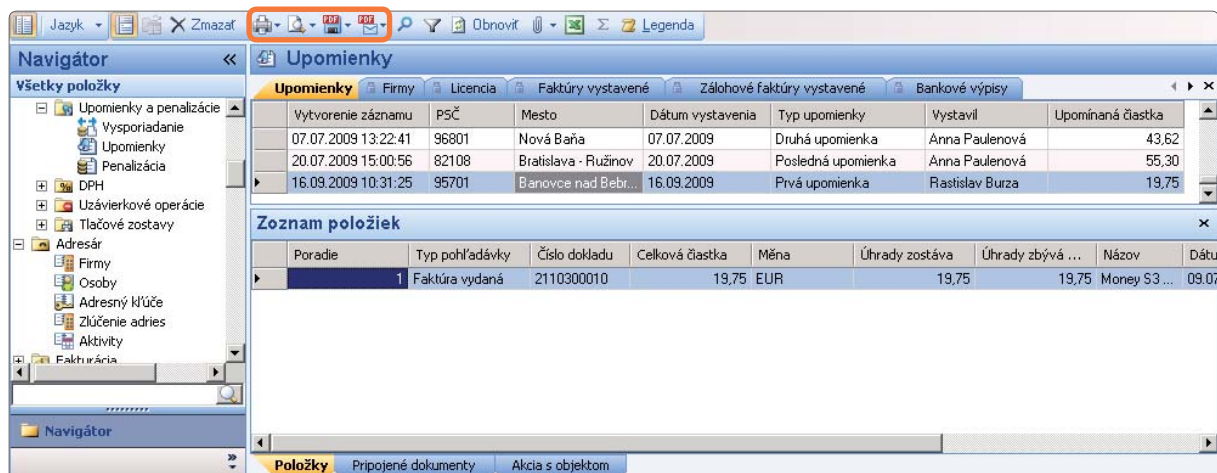 Jazyk Zmazať PDF PDF Obnoviť Σ Legenda
Navigátor «
Všetky položky
Upomienky a penalizácie
Vysporiadanie
Upomienky
Penalizácia
DPH
Uzávierkové operácie
Tlačové zostavy
Adresár
Firmy
Osoby
Adresný kľúče
Zlúčenie adries
Aktivity
Fakturácia
Navigátor
Upomienky
Upomienky Firmy Licencia Faktúry vystavené Zálohové faktúry vystavené Bankové výpisy
Vytvorenie záznamu PSČ Mesto Dátum vystavenia Typ upomienky Vystavil Upomínaná čiastka
07.07.2009 13:22:41 96801 Nová Baňa 07.07.2009 Druhá upomienka Anna Paulenová 43,62
20.07.2009 15:00:56 82108 Bratislava - Ružinov 20.07.2009 Posledná upomienka Anna Paulenová 55,30
16.09.2009 10:31:25 95701 Banovce nad Bebr... 16.09.2009 Prvá upomienka Rastislav Burza 19,75
Zoznam položiek
Poradie Typ pohľadávky Číslo dokladu Celková čiastka Měna Úhrady zostáva Úhrady zbývá ... Názov Dátu
1 Faktúra vydaná 2110300010 19,75 EUR 19,75 19,75 Money S3 ... 09.07
Položky Pripojené dokumenty Akcia s objektom